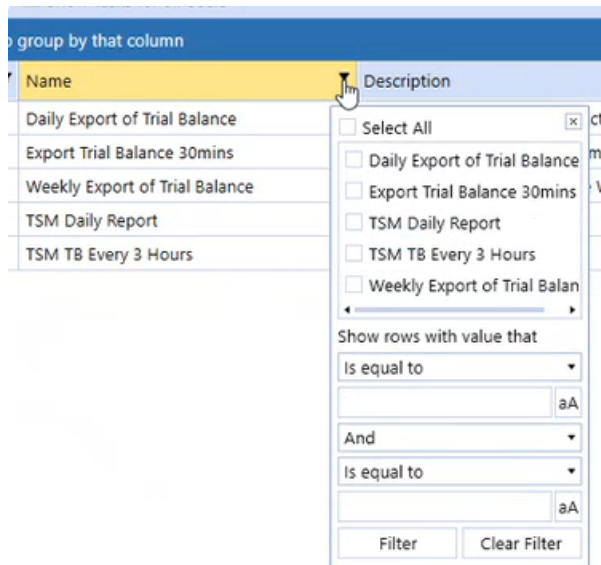 o group by that column
Name
Description
Daily Export of Trial Balance
Export Trial Balance 30mins
Weekly Export of Trial Balance
TSM Daily Report
TSM TB Every 3 Hours
Select All
Daily Export of Trial Balance
Export Trial Balance 30mins
TSM Daily Report
TSM TB Every 3 Hours
Weekly Export of Trial Balan
Show rows with value that
Is equal to
aA
And
Is equal to
aA
Filter
Clear Filter